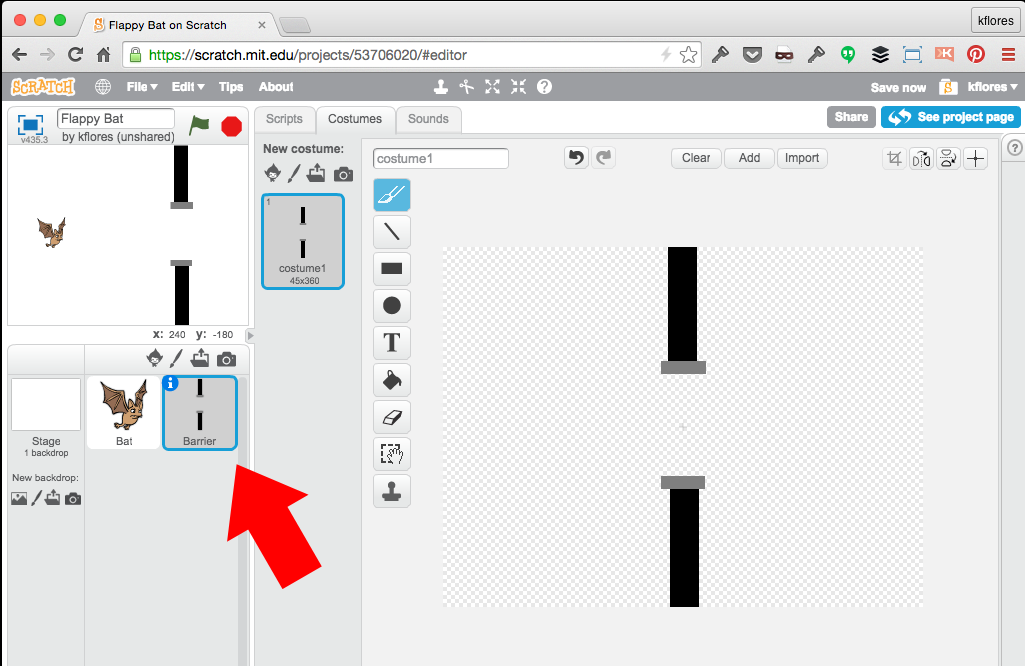 Flappy Bat on Scratch
kflores
https://scratch.mit.edu/projects/53706020/#editor
SCRATCH
File
Edit
Tips
About
Save now
kflores
v435.3
Flappy Bat
by kflores (unshared)
Scripts
Costumes
Sounds
Share
See project page
New costume:
costume1
Clear
Add
Import
1
costume1
45x360
T
x: 240 y: -180
Stage
1 backdrop
New backdrop:
Bat
Barrier